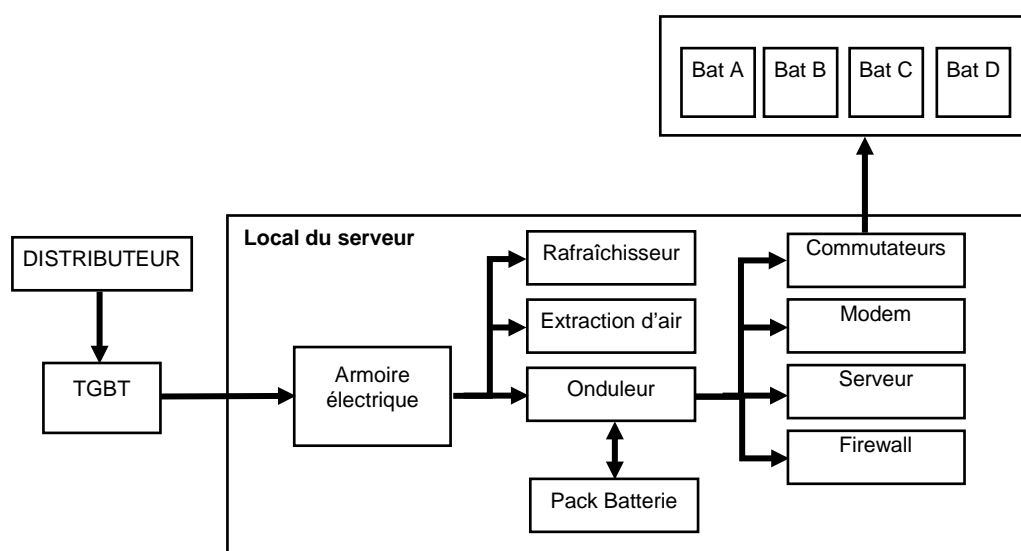 Bat A
Bat B
Bat C
Bat D
Local du serveur
DISTRIBUTEUR
TGBT
Armoire
électrique
Rafraîchisseur
Extraction d'air
Onduleur
Pack Batterie
Commutateurs
Modem
Serveur
Firewall